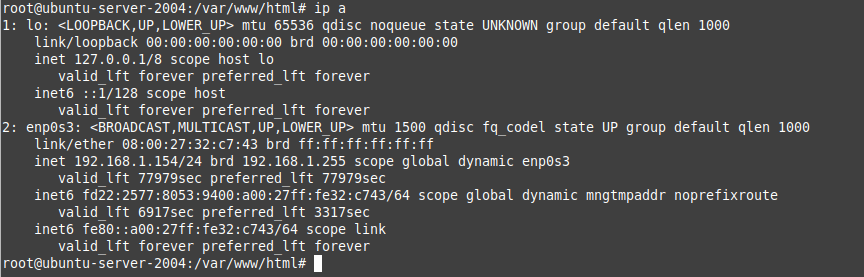 root@ubuntu-server-2004:/var/www/html# ip a
1: lo: <LOOPBACK,UP,LOWER_UP> mtu 65536 qdisc noqueue state UNKNOWN group default qlen 1000
    link/loopback 00:00:00:00:00:00 brd 00:00:00:00:00:00
    inet 127.0.0.1/8 scope host lo
       valid_lft forever preferred_lft forever
    inet6 ::1/128 scope host
       valid_lft forever preferred_lft forever
2: enp0s3: <BROADCAST,MULTICAST,UP,LOWER_UP> mtu 1500 qdisc fq_codel state UP group default qlen 1000
    link/ether 08:00:27:32:c7:43 brd ff:ff:ff:ff:ff:ff
    inet 192.168.1.154/24 brd 192.168.1.255 scope global dynamic enp0s3
       valid_lft 77979sec preferred_lft 77979sec
    inet6 fd22:2577:8053:9400:a00:27ff:fe32:c743/64 scope global dynamic mngtmpaddr noprefixroute
       valid_lft 6917sec preferred_lft 3317sec
    inet6 fe80::a00:27ff:fe32:c743/64 scope link
       valid_lft forever preferred_lft forever
root@ubuntu-server-2004:/var/www/html#